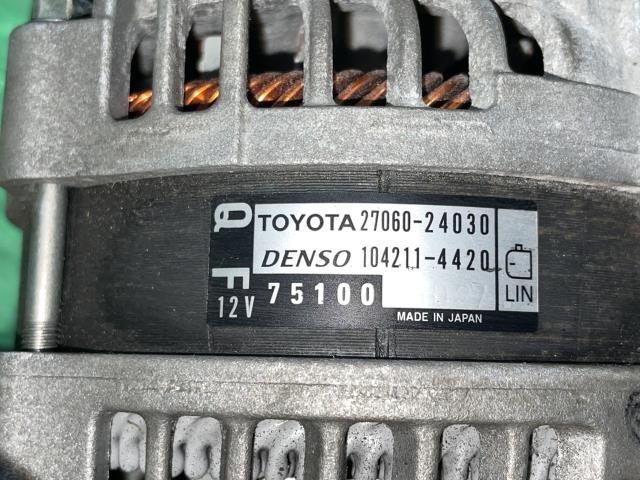 Q TOYOTA 27060-24030
DENSO 104211-4420
F LIN
12V 75100
MADE IN JAPAN